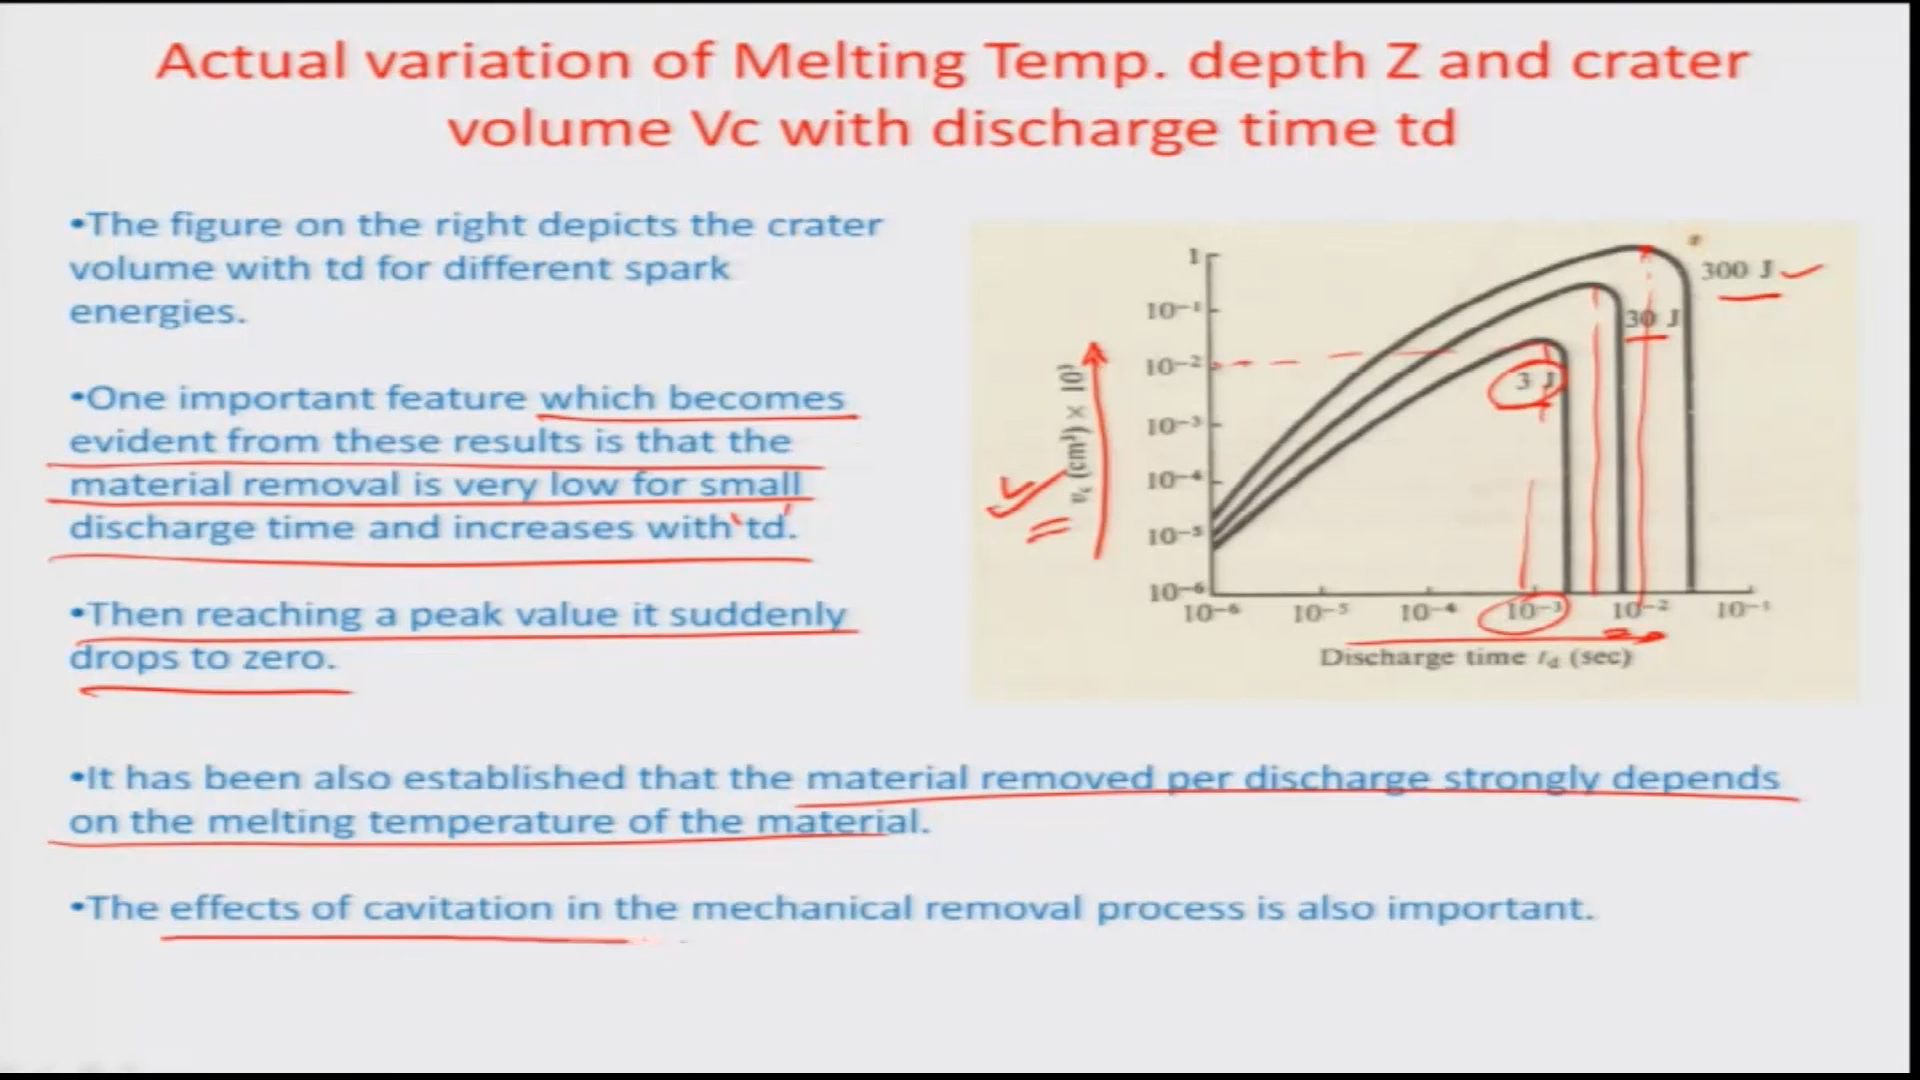 Actual variation of Melting Temp. depth Z and crater
volume Vc with discharge time td
•The figure on the right depicts the crater
volume with td for different spark
energies.
•One important feature which becomes
evident from these results is that the
material removal is very low for small
discharge time and increases with‘td’.
•Then reaching a peak value it suddenly
drops to zero.
•It has been also established that the material removed per discharge strongly depends
on the melting temperature of the material.
•The effects of cavitation in the mechanical removal process is also important.
v꜀ (cm³) × 10³
1
10⁻¹
10⁻²
10⁻³
10⁻⁴
10⁻⁵
10⁻⁶
300 J
30 J
3 J
10⁻⁶ 10⁻⁵ 10⁻⁴ 10⁻³ 10⁻² 10⁻¹
Discharge time t_d (sec)